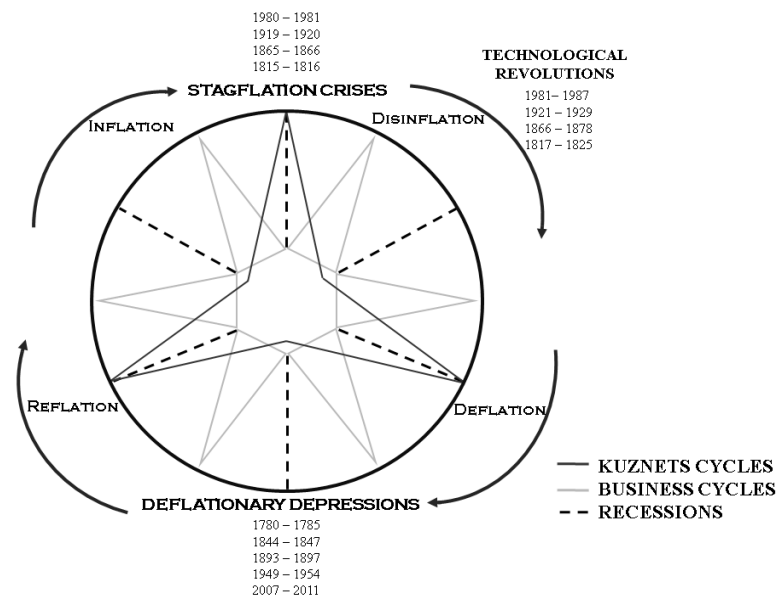 1980 – 1981
1919 – 1920
1865 – 1866
1815 – 1816
STAGFLATION CRISES
TECHNOLOGICAL
REVOLUTIONS
1981– 1987
1921 – 1929
1866 – 1878
1817 – 1825
INFLATION
DISINFLATION
REFLATION
DEFLATION
DEFLATIONARY DEPRESSIONS
1780 – 1785
1844 – 1847
1893 – 1897
1949 – 1954
2007 – 2011
KUZNETS CYCLES
BUSINESS CYCLES
RECESSIONS